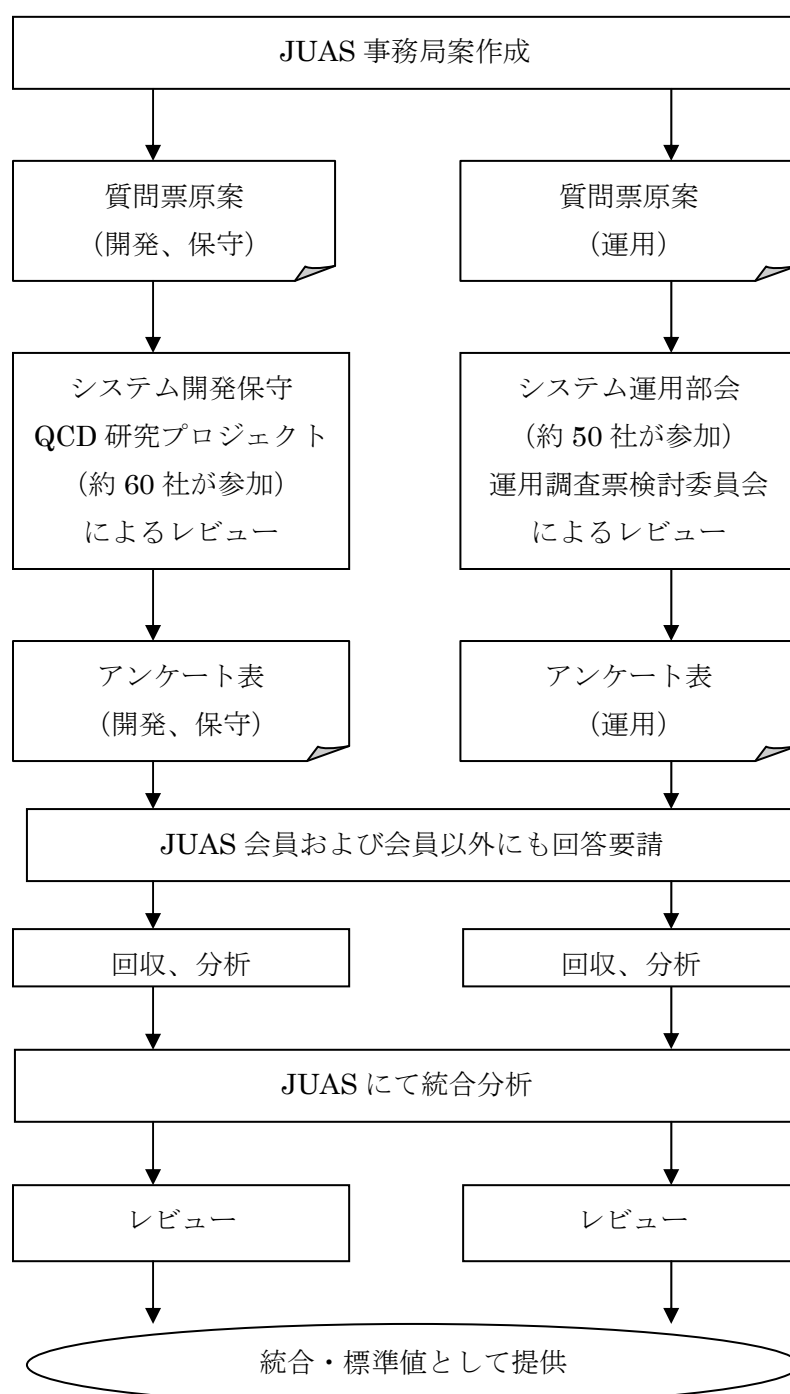 JUAS 事務局案作成
質問票原案
（開発、保守）
質問票原案
（運用）
システム開発保守
QCD 研究プロジェクト
（約 60 社が参加）
によるレビュー
システム運用部会
（約 50 社が参加）
運用調査票検討委員会
によるレビュー
アンケート表
（開発、保守）
アンケート表
（運用）
JUAS 会員および会員以外にも回答要請
回収、分析
回収、分析
JUAS にて統合分析
レビュー
レビュー
統合・標準値として提供